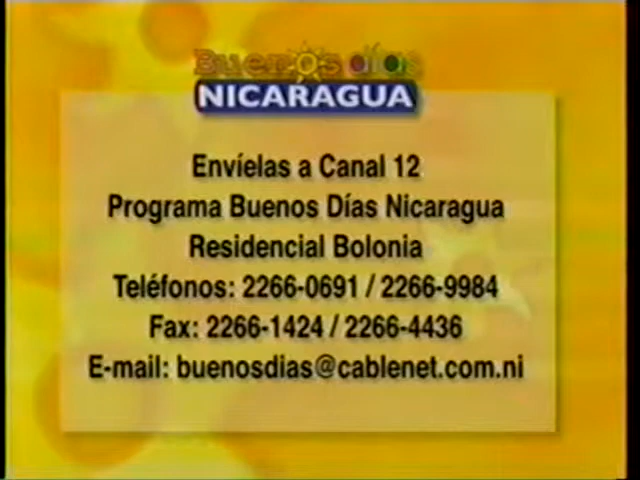 Buenos días
NICARAGUA
Envíelas a Canal 12
Programa Buenos Días Nicaragua
Residencial Bolonia
Teléfonos: 2266-0691 / 2266-9984
Fax: 2266-1424 / 2266-4436
E-mail: buenosdias@cablenet.com.ni